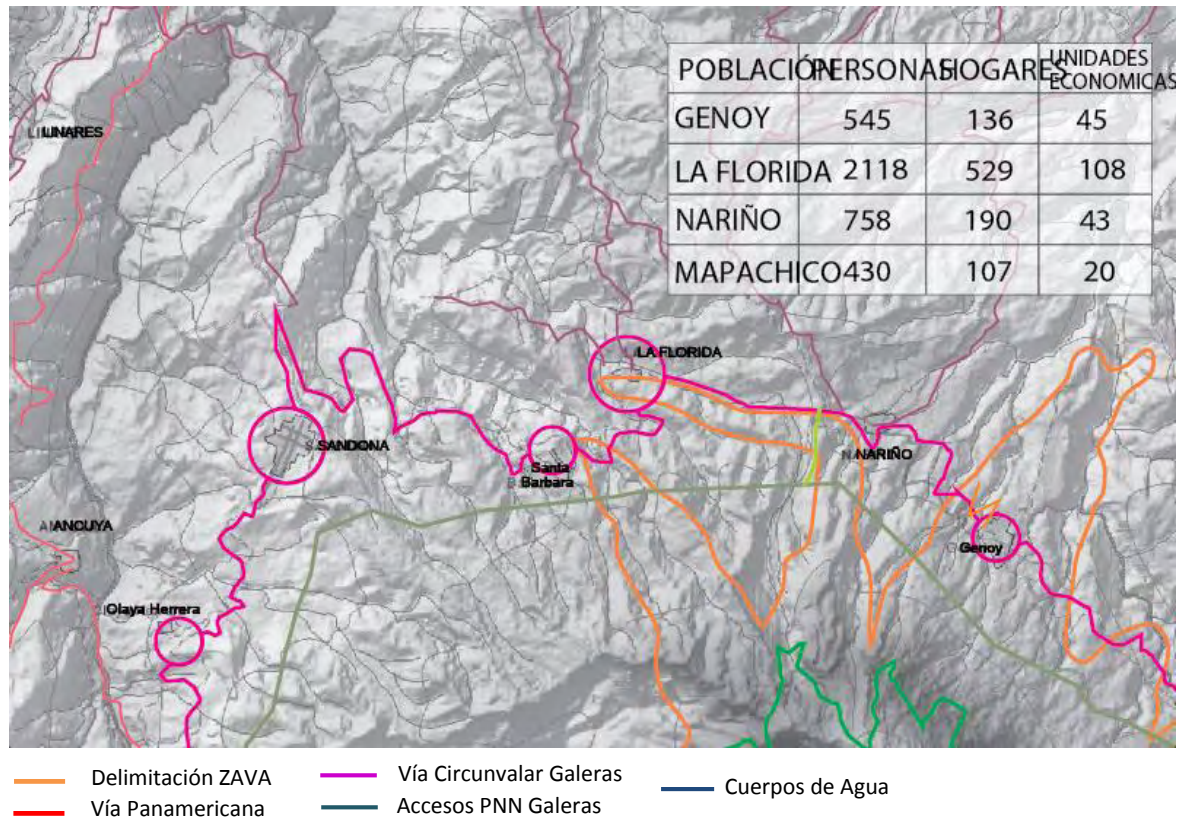 POBLACIÓN PERSONAS HOGARES UNIDADES ECONOMICAS
GENOY 545 136 45
LA FLORIDA 2118 529 108
NARIÑO 758 190 43
MAPACHICO 430 107 20
LINARES
LA FLORIDA
SANDONA
NARIÑO
Santa
Barbara
ANCUYA
Genoy
Olaya Herrera
Delimitación ZAVA
Vía Circunvalar Galeras
Cuerpos de Agua
Vía Panamericana
Accesos PNN Galeras